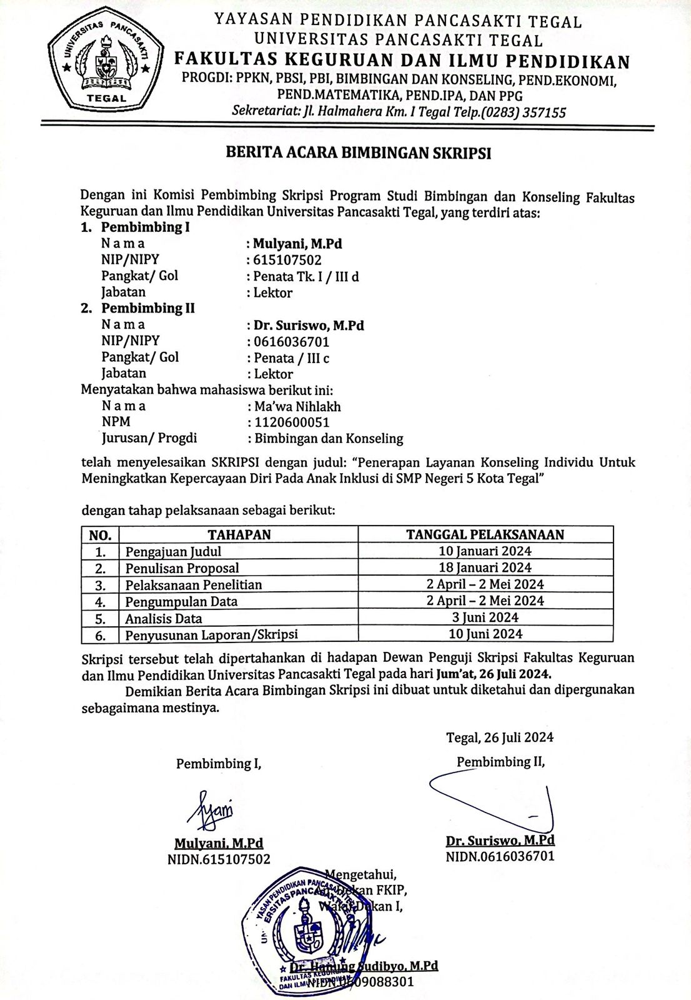 UNIVERSITAS PANCASAKTI
TEGAL
YAYASAN PENDIDIKAN PANCASAKTI TEGAL
UNIVERSITAS PANCASAKTI TEGAL
FAKULTAS KEGURUAN DAN ILMU PENDIDIKAN
PROGDI: PPKN, PBSI, PBI, BIMBINGAN DAN KONSELING, PEND.EKONOMI,
PEND.MATEMATIKA, PEND.IPA, DAN PPG
Sekretariat: Jl. Halmahera Km. I Tegal Telp.(0283) 357155
BERITA ACARA BIMBINGAN SKRIPSI
Dengan ini Komisi Pembimbing Skripsi Program Studi Bimbingan dan Konseling Fakultas
Keguruan dan Ilmu Pendidikan Universitas Pancasakti Tegal, yang terdiri atas:
1. Pembimbing I
N a m a : Mulyani, M.Pd
NIP/NIPY : 615107502
Pangkat/ Gol : Penata Tk. I / III d
Jabatan : Lektor
2. Pembimbing II
N a m a : Dr. Suriswo, M.Pd
NIP/NIPY : 0616036701
Pangkat/ Gol : Penata / III c
Jabatan : Lektor
Menyatakan bahwa mahasiswa berikut ini:
N a m a : Ma'wa Nihlakh
NPM : 1120600051
Jurusan/ Progdi : Bimbingan dan Konseling
telah menyelesaikan SKRIPSI dengan judul: “Penerapan Layanan Konseling Individu Untuk
Meningkatkan Kepercayaan Diri Pada Anak Inklusi di SMP Negeri 5 Kota Tegal”
dengan tahap pelaksanaan sebagai berikut:
NO. TAHAPAN TANGGAL PELAKSANAAN
1. Pengajuan Judul 10 Januari 2024
2. Penulisan Proposal 18 Januari 2024
3. Pelaksanaan Penelitian 2 April – 2 Mei 2024
4. Pengumpulan Data 2 April – 2 Mei 2024
5. Analisis Data 3 Juni 2024
6. Penyusunan Laporan/Skripsi 10 Juni 2024
Skripsi tersebut telah dipertahankan di hadapan Dewan Penguji Skripsi Fakultas Keguruan
dan Ilmu Pendidikan Universitas Pancasakti Tegal pada hari Jum'at, 26 Juli 2024.
Demikian Berita Acara Bimbingan Skripsi ini dibuat untuk diketahui dan dipergunakan
sebagaimana mestinya.
Tegal, 26 Juli 2024
Pembimbing I,
Pembimbing II,
Mulyani, M.Pd
NIDN.615107502
Dr. Suriswo, M.Pd
NIDN.0616036701
Mengetahui,
Dekan FKIP,
Wakil Dekan I,
YASAN PENDIDIKAN PANCASAKTI TEGAL
ERSITAS PANCASAKTI TEGAL
Dr. Hanung Sudibyo, M.Pd
NIDN.0609088301
FAKULTAS KEGURUAN
DAN ILMU PENDIDIKAN